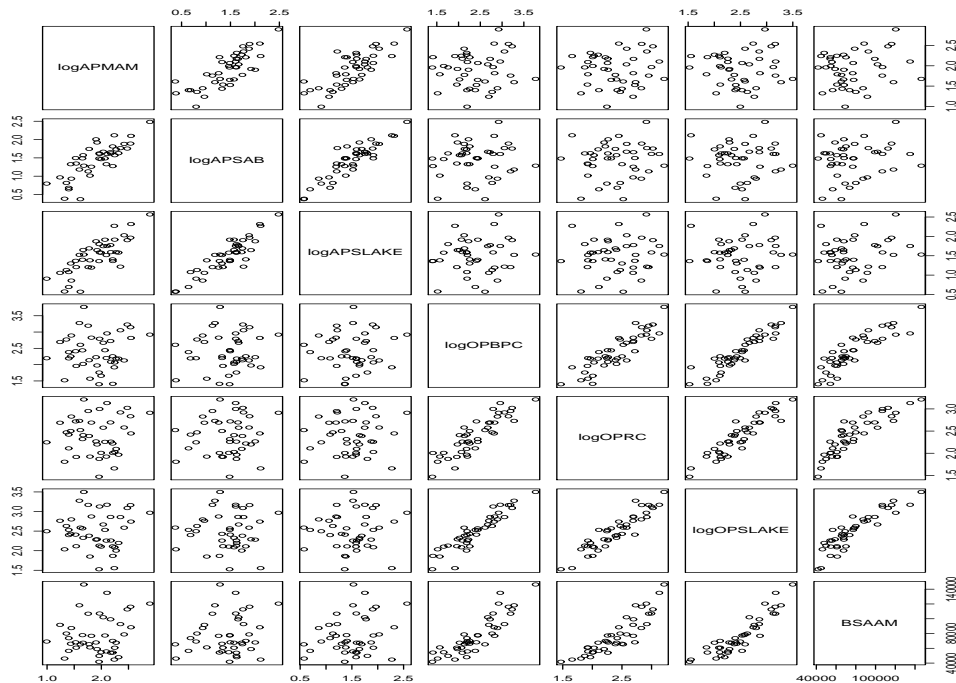 0.5 1.5 2.5 1.5 2.5 3.5 1.5 2.5 3.5
logAPMAM
1.0 1.5 2.0 2.5
0.5 1.0 1.5 2.0 2.5
logAPSAB
logAPSLAKE
0.5 1.0 1.5 2.0 2.5
1.5 2.5 3.5
logOPBPC
logOPRC
1.5 2.0 2.5 3.0
1.5 2.0 2.5 3.0 3.5
logOPSLAKE
BSAAM
40000 80000 140000
1.0 2.0 0.5 1.5 2.5 1.5 2.5 40000 100000